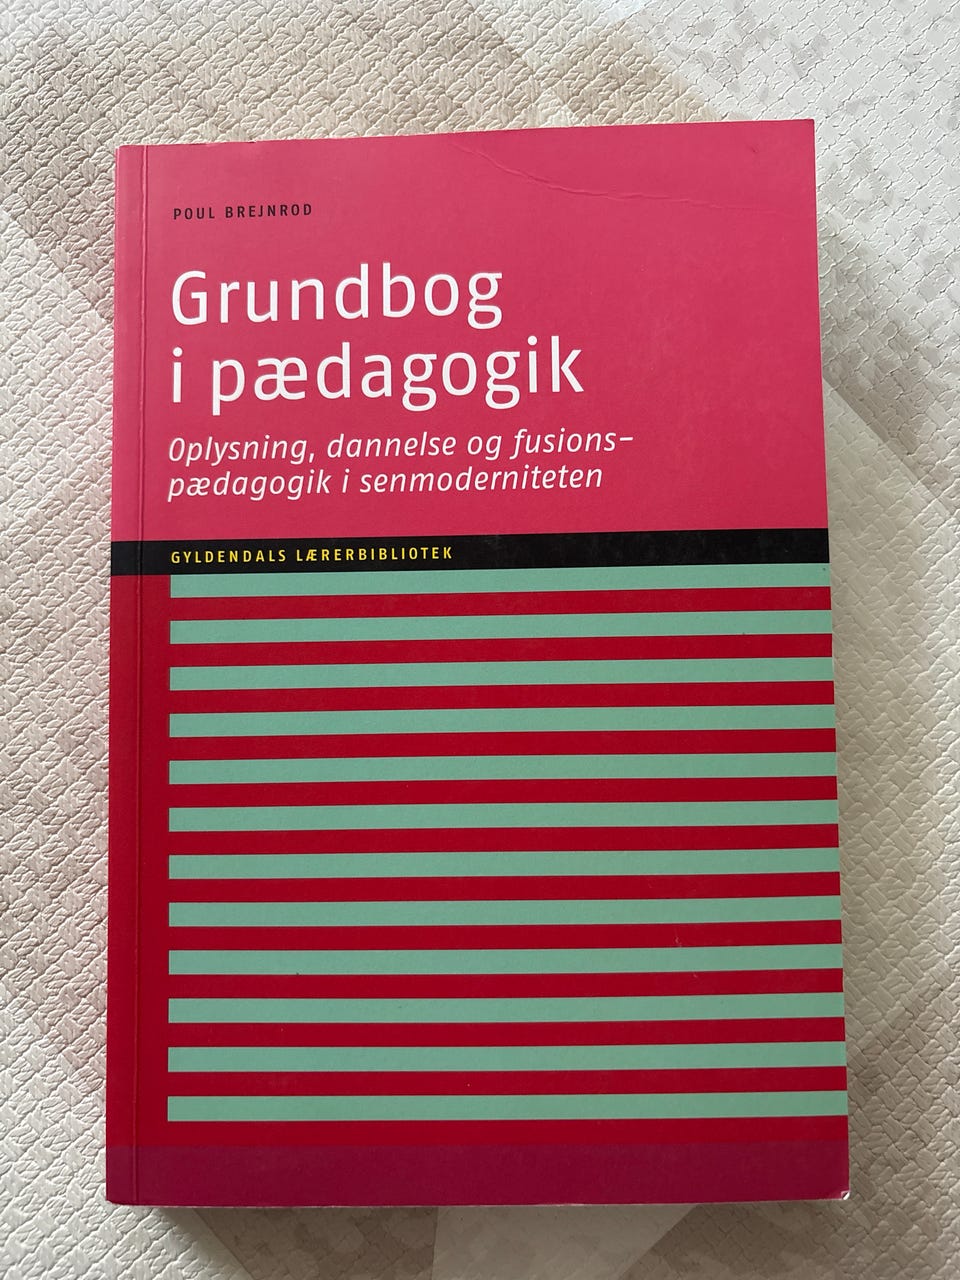 POUL BREJNROD
Grundbog
i pædagogik
Oplysning, dannelse og fusions-
pædagogik i senmoderniteten
GYLDENDALS LÆRERBIBLIOTEK